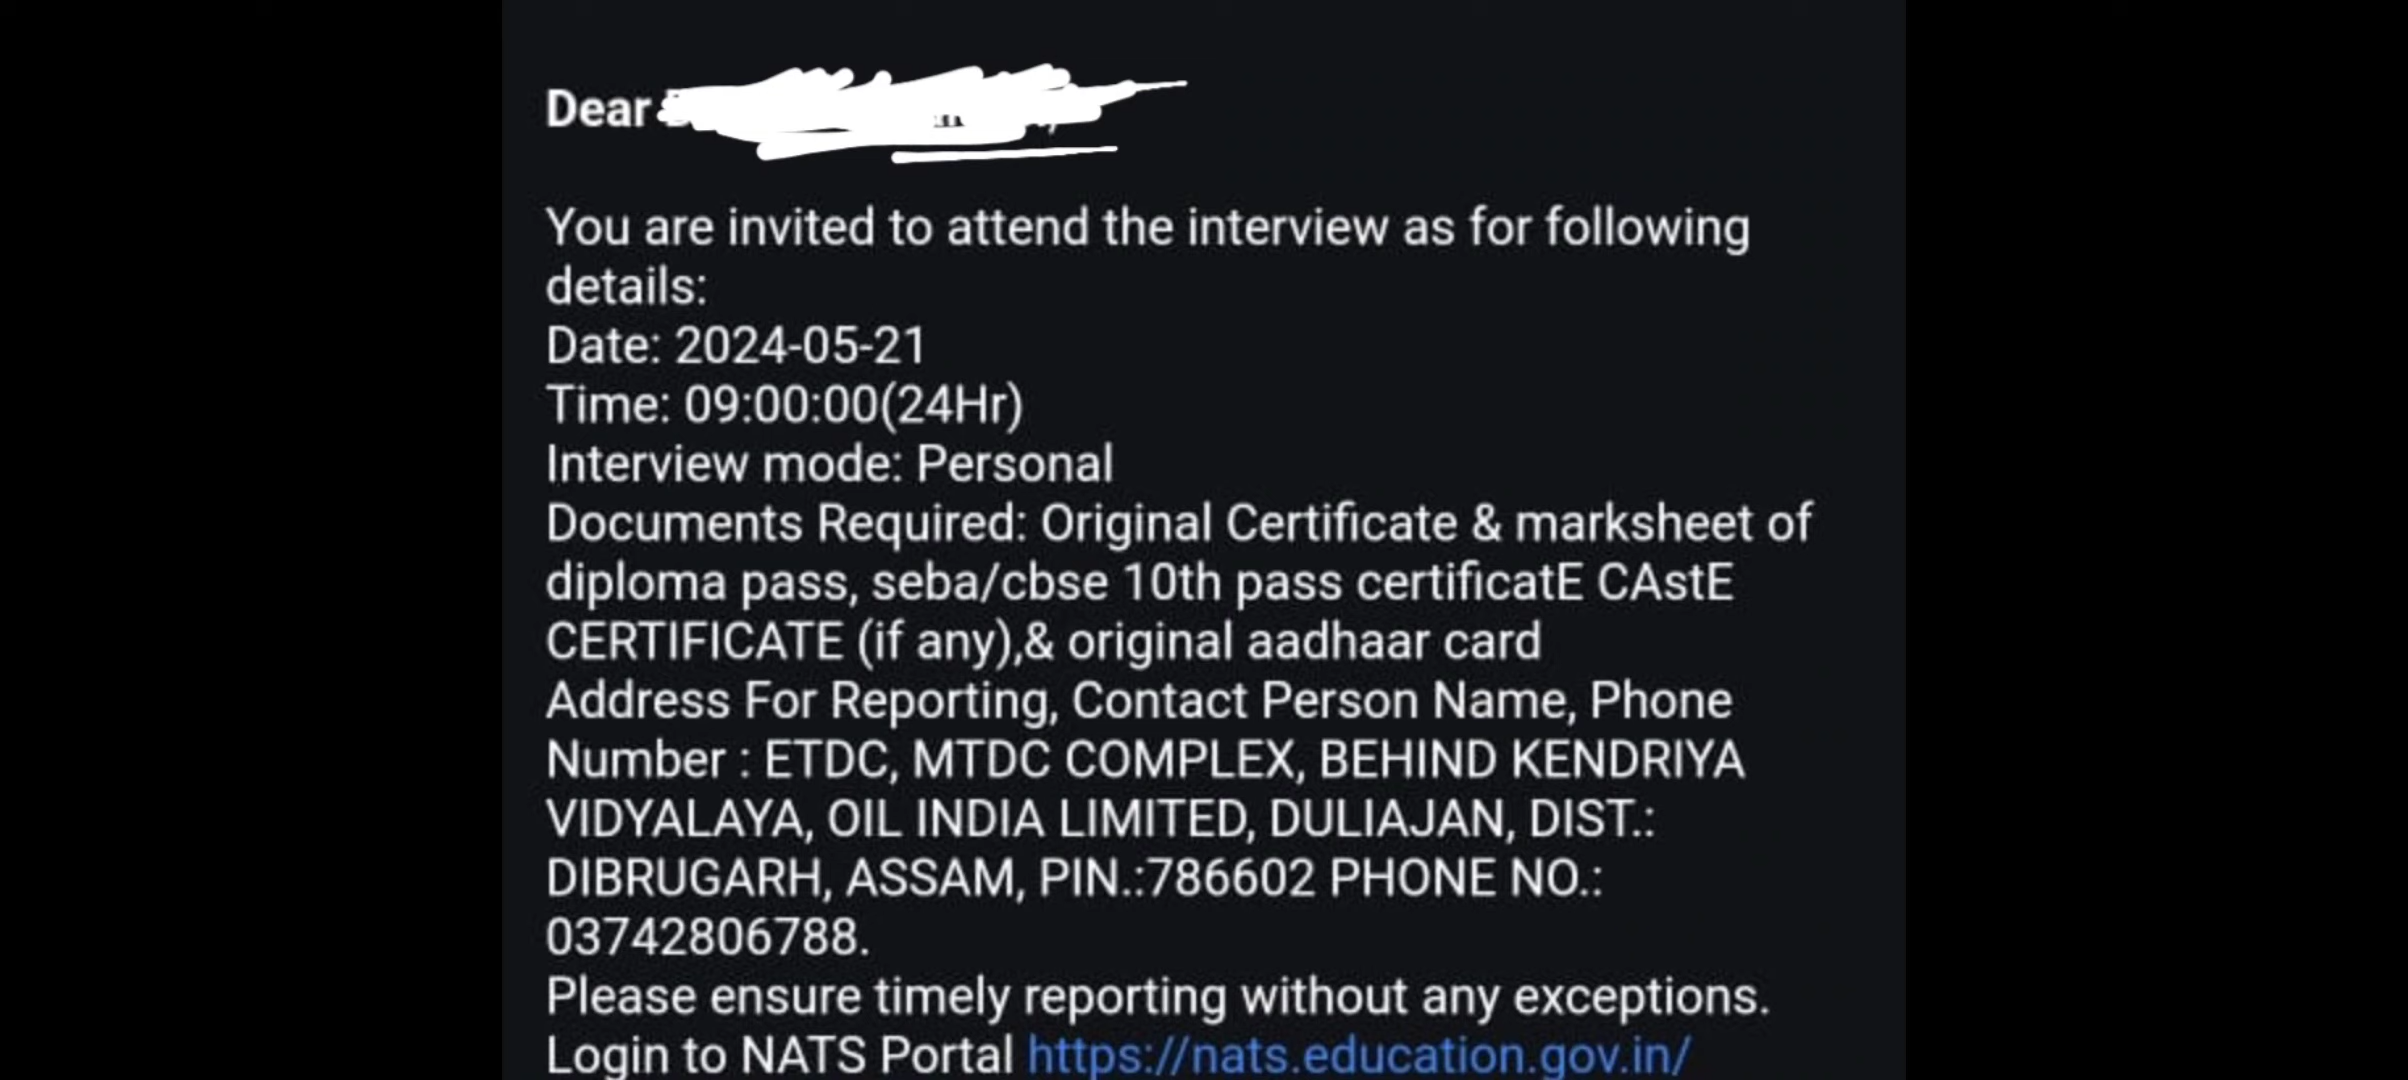 Dear
You are invited to attend the interview as for following
details:
Date: 2024-05-21
Time: 09:00:00(24Hr)
Interview mode: Personal
Documents Required: Original Certificate & marksheet of
diploma pass, seba/cbse 10th pass certificatE CAstE
CERTIFICATE (if any),& original aadhaar card
Address For Reporting, Contact Person Name, Phone
Number : ETDC, MTDC COMPLEX, BEHIND KENDRIYA
VIDYALAYA, OIL INDIA LIMITED, DULIAJAN, DIST.:
DIBRUGARH, ASSAM, PIN.:786602 PHONE NO.:
03742806788.
Please ensure timely reporting without any exceptions.
Login to NATS Portal https://nats.education.gov.in/